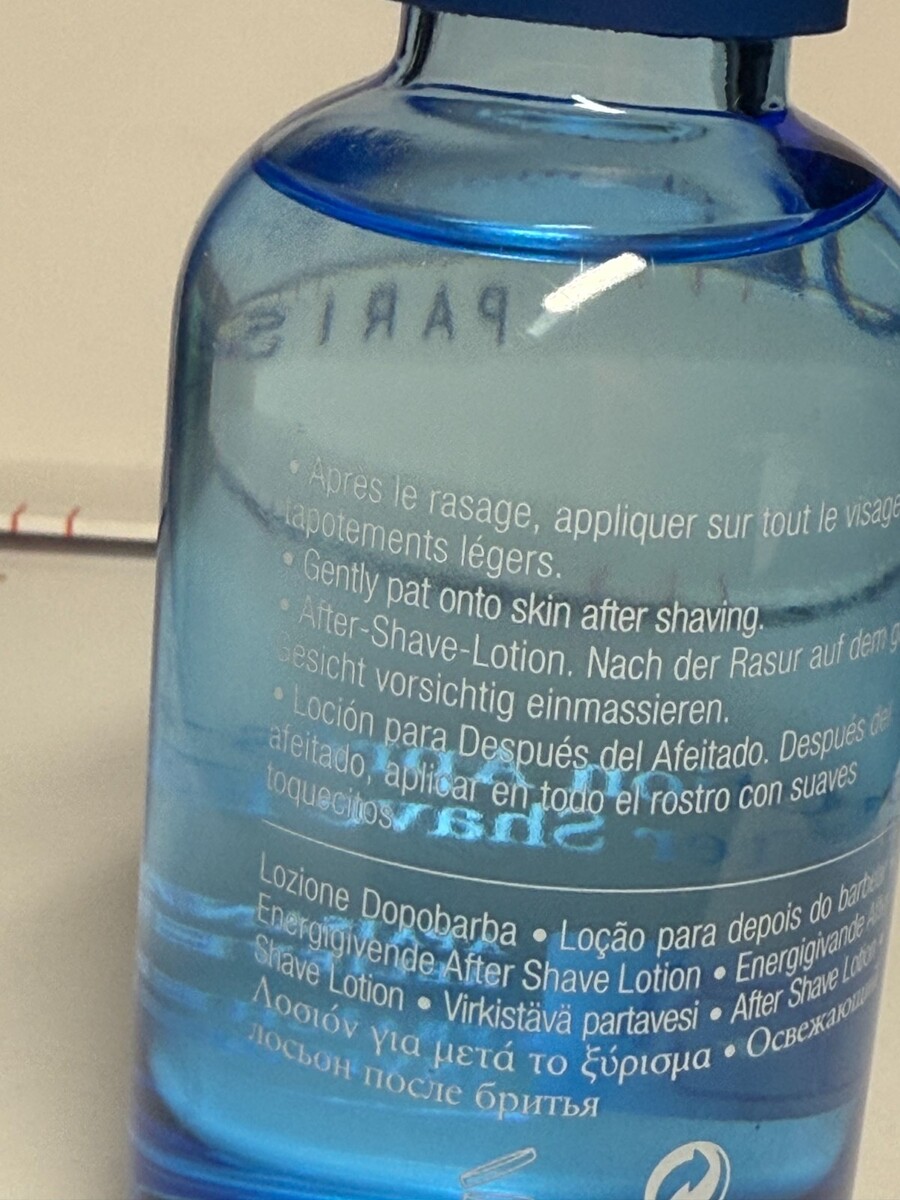 PARIS
• Après le rasage, appliquer sur tout le visage
tapotements légers.
• Gently pat onto skin after shaving.
• After-Shave-Lotion. Nach der Rasur auf dem
Gesicht vorsichtig einmassieren.
• Loción para Después del Afeitado. Después del
afeitado, aplicar en todo el rostro con suaves
toquecitos.
Shav
Lozione Dopobarba • Loção para depois do
Energigivende After Shave Lotion • Energigivande
Shave Lotion • Virkistävä partavesi • After Shave Lotion
Λοσιόν για μετά το ξύρισμα •
лосьон после бритья